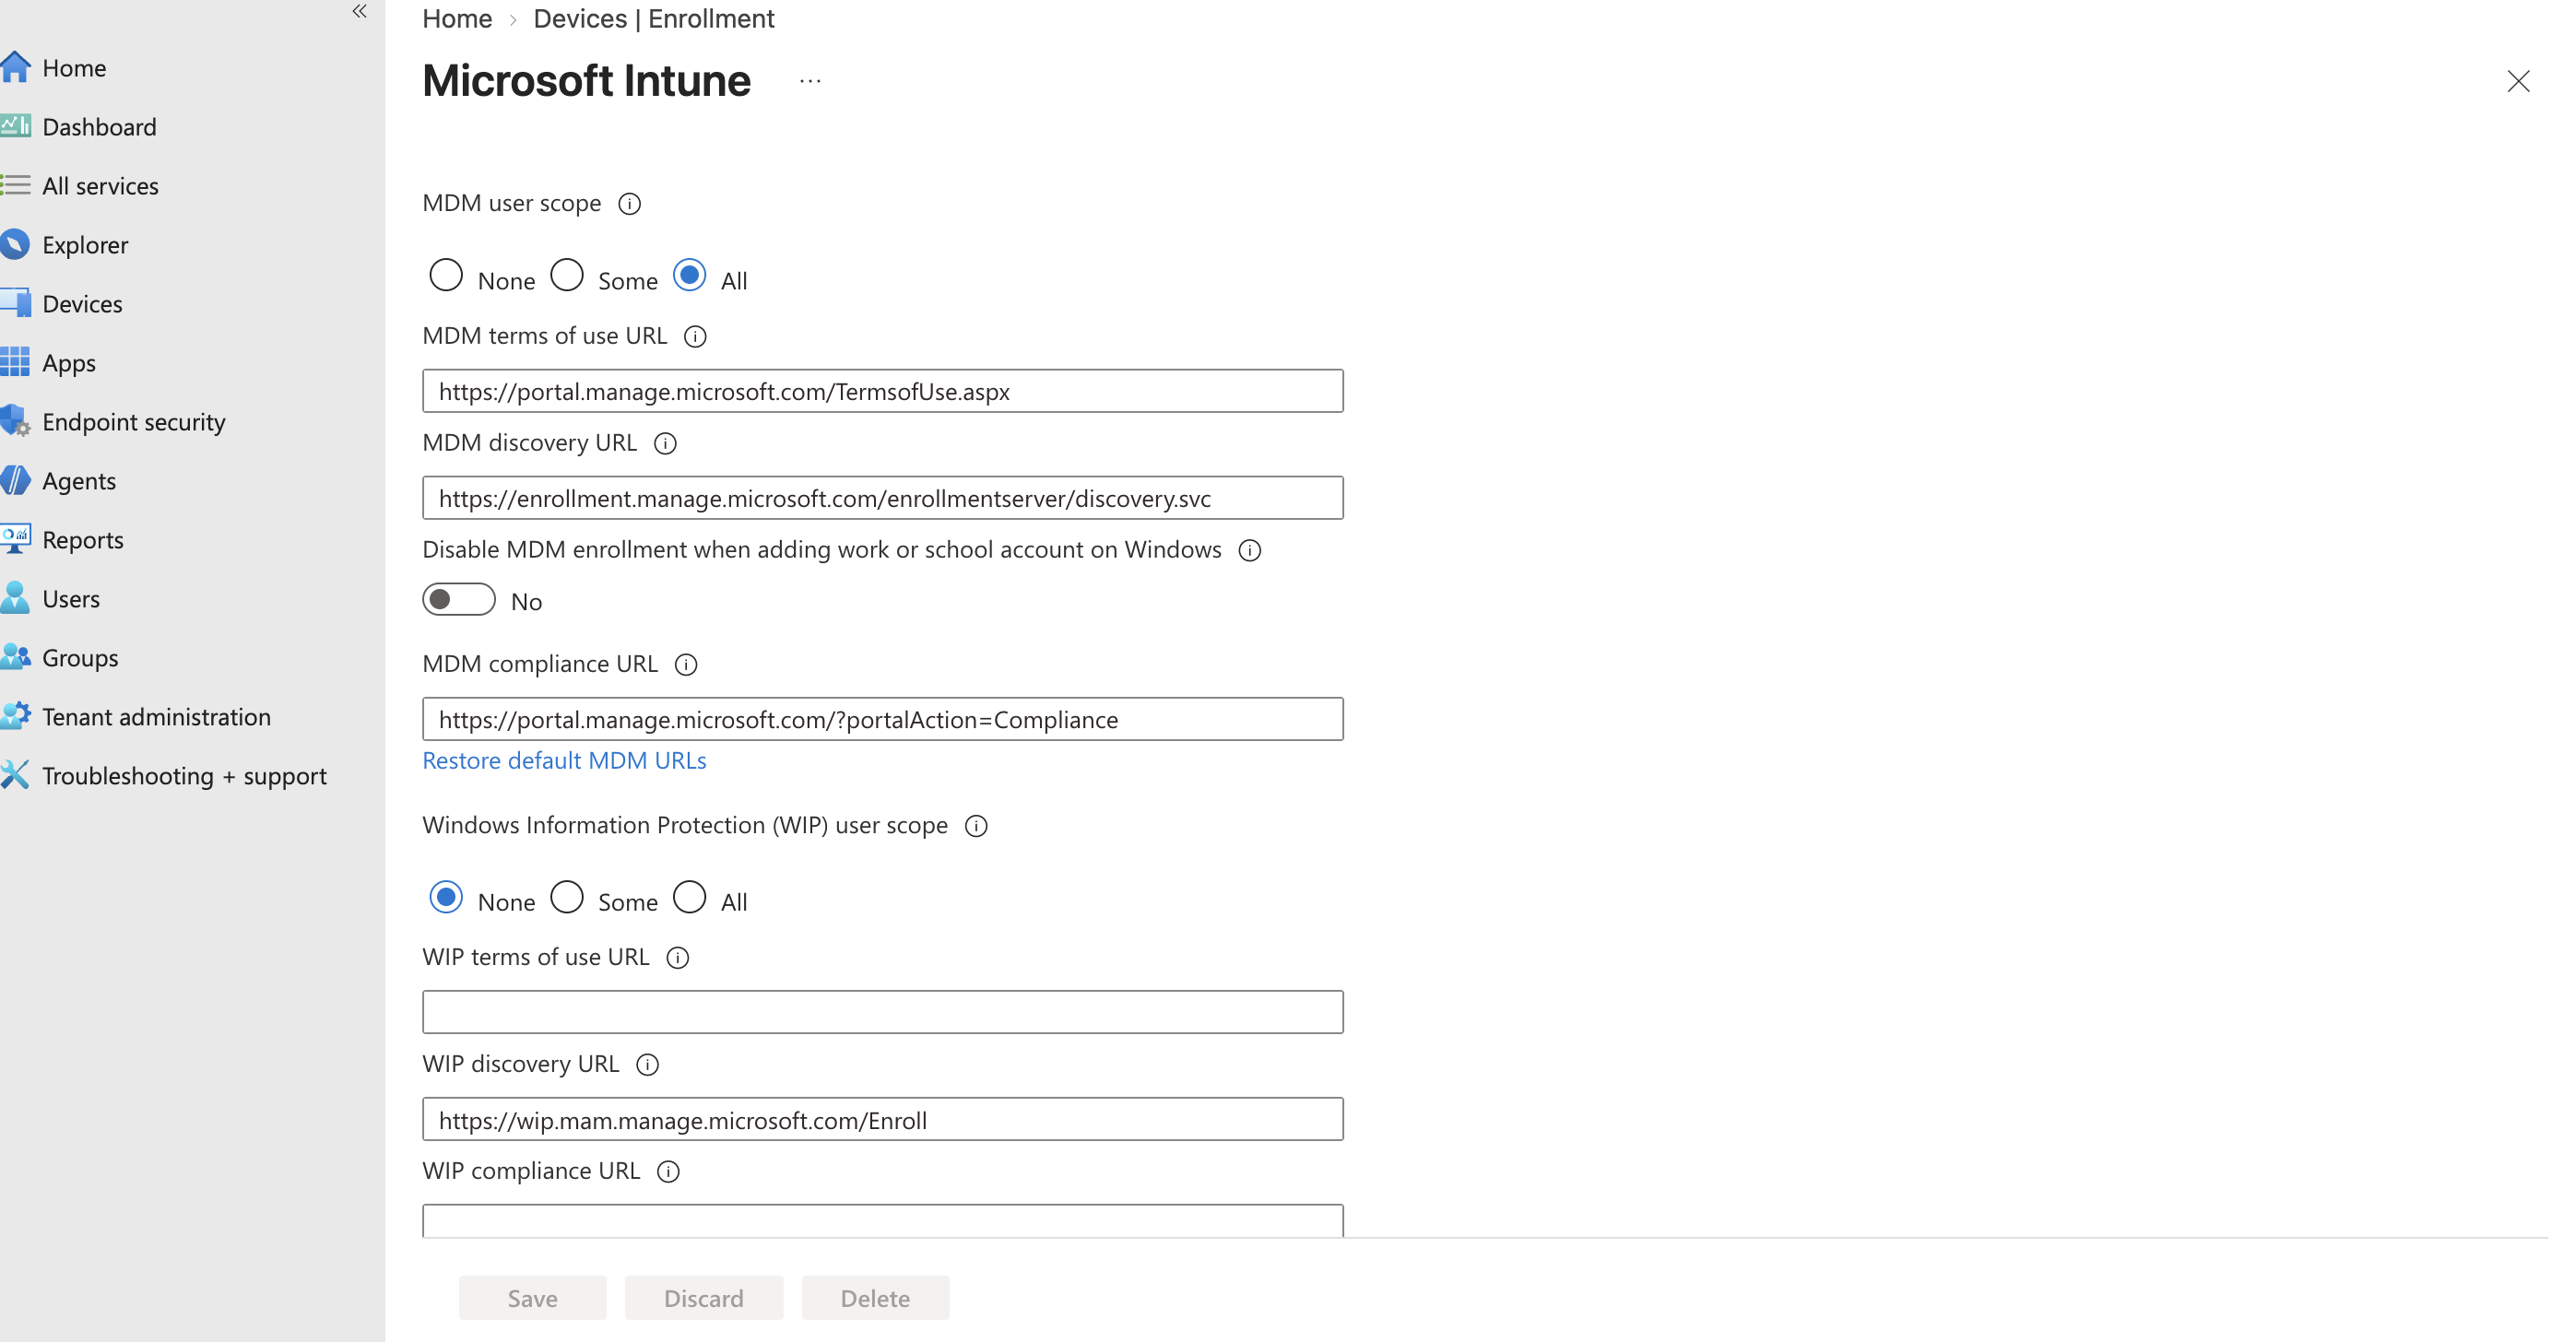 Home > Devices | Enrollment
Microsoft Intune ...
Home
Dashboard
All services
Explorer
Devices
Apps
Endpoint security
Agents
Reports
Users
Groups
Tenant administration
Troubleshooting + support
MDM user scope
None Some All
MDM terms of use URL
https://portal.manage.microsoft.com/TermsofUse.aspx
MDM discovery URL
https://enrollment.manage.microsoft.com/enrollmentserver/discovery.svc
Disable MDM enrollment when adding work or school account on Windows
No
MDM compliance URL
https://portal.manage.microsoft.com/?portalAction=Compliance
Restore default MDM URLs
Windows Information Protection (WIP) user scope
None Some All
WIP terms of use URL
WIP discovery URL
https://wip.mam.manage.microsoft.com/Enroll
WIP compliance URL
Save Discard Delete